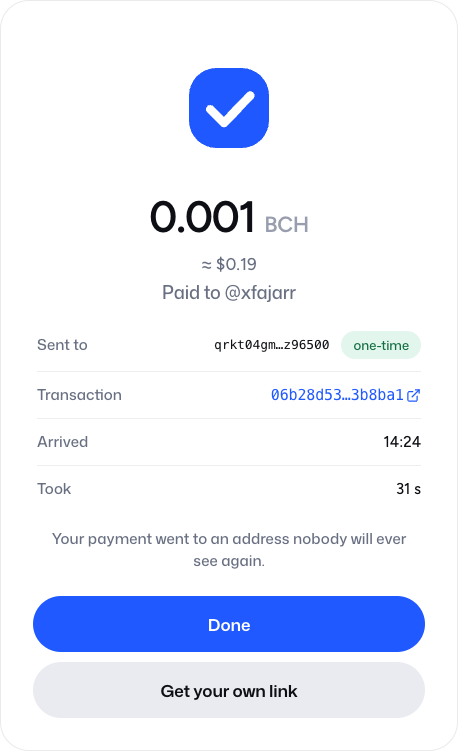 0.001 BCH
≈ $0.19
Paid to @xfajarr
Sent to qrkt04gm…z96500 one-time
Transaction 06b28d53…3b8ba1
Arrived 14:24
Took 31 s
Your payment went to an address nobody will ever
see again.
Done
Get your own link